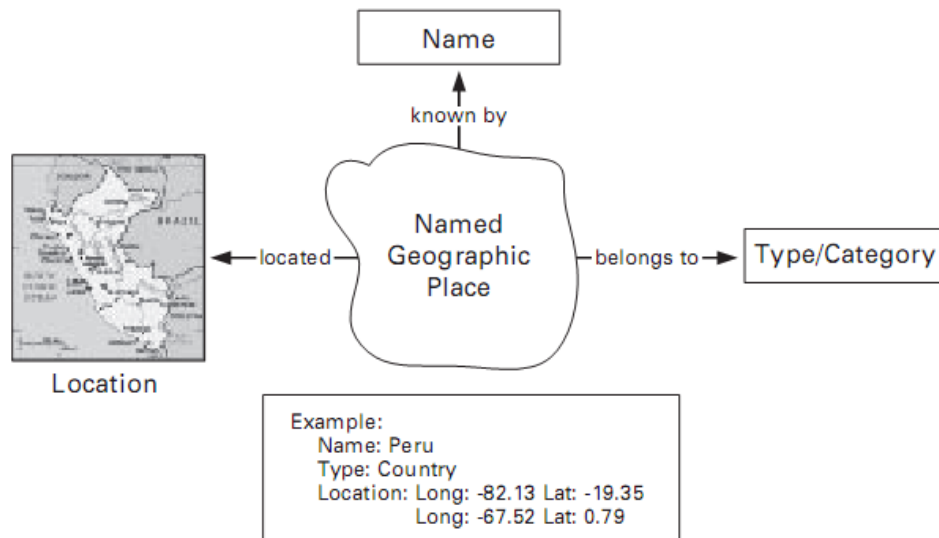 Name
known by
BRAZIL
located
Named
Geographic
Place
belongs to
Type/Category
Location
Example:
Name: Peru
Type: Country
Location: Long: -82.13 Lat: -19.35
Long: -67.52 Lat: 0.79